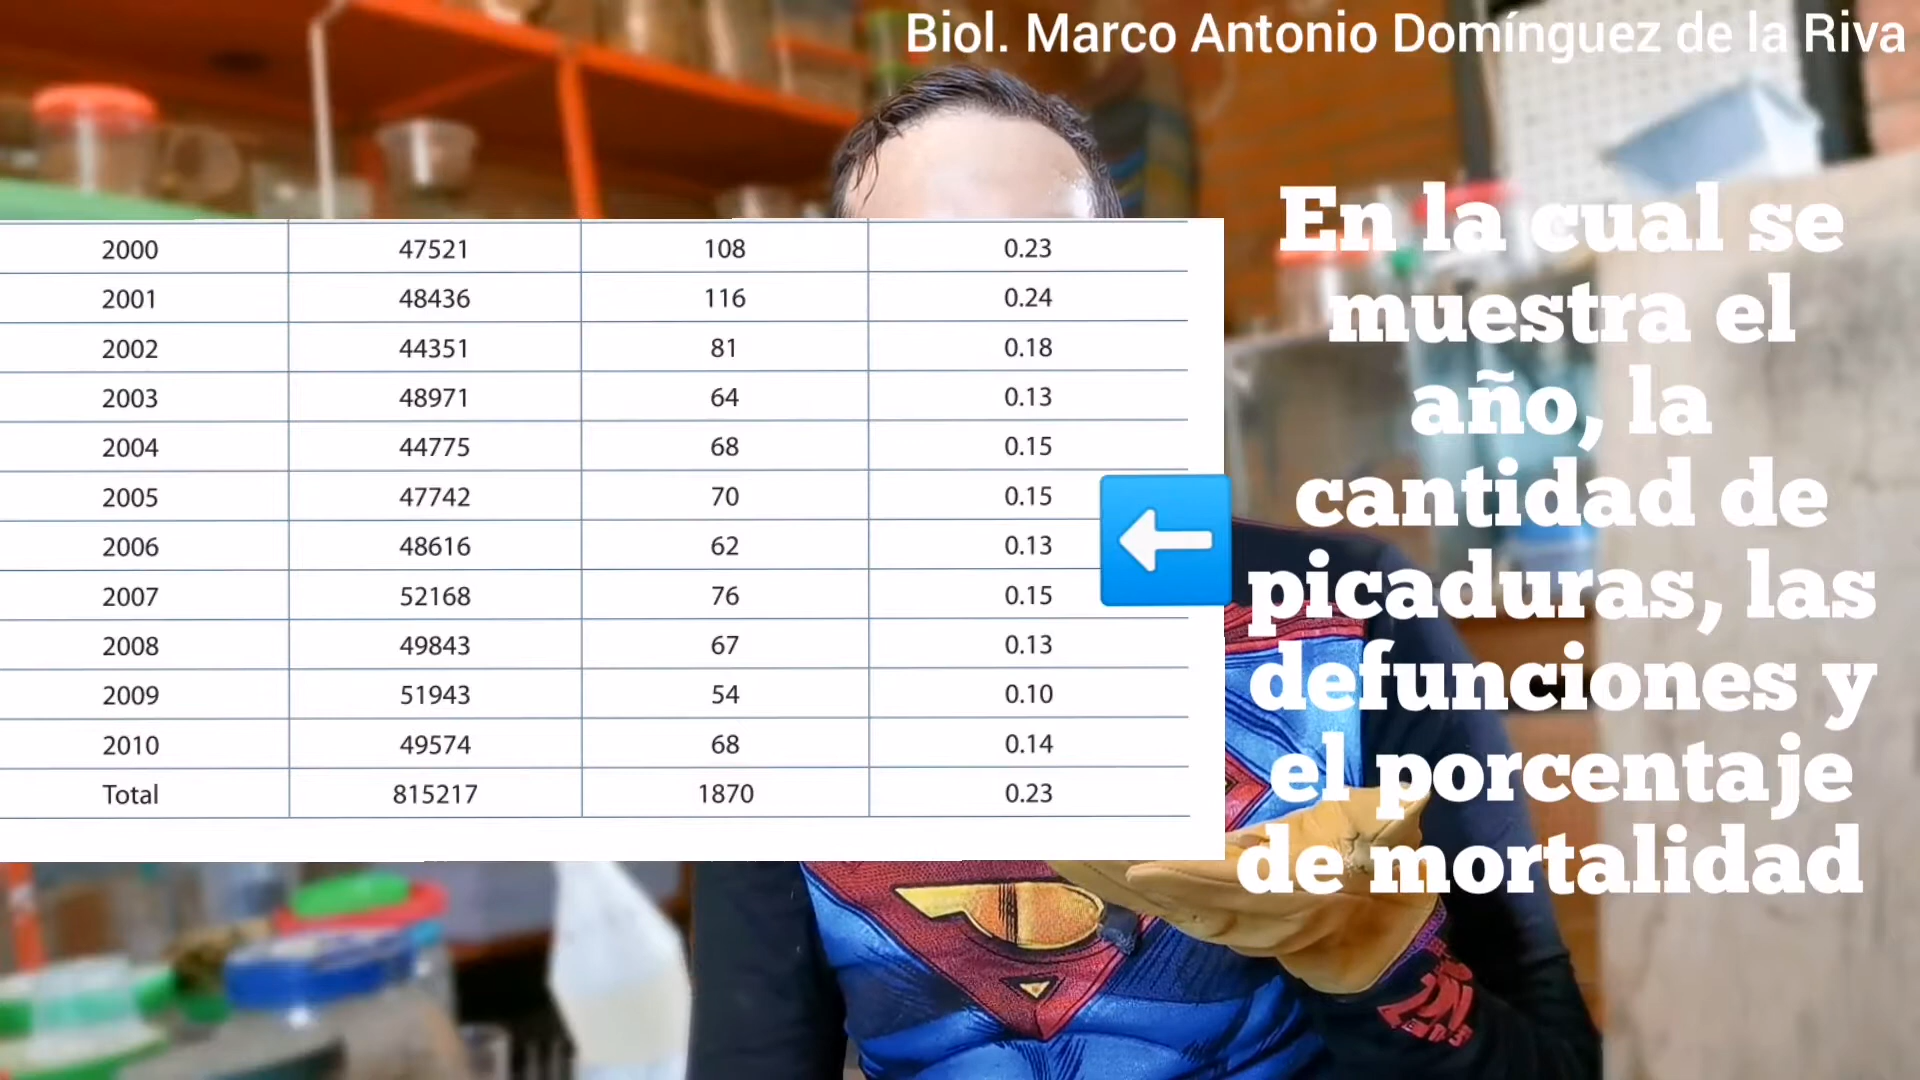 Biol. Marco Antonio Domínguez de la Riva
2000 47521 108 0.23
2001 48436 116 0.24
2002 44351 81 0.18
2003 48971 64 0.13
2004 44775 68 0.15
2005 47742 70 0.15
2006 48616 62 0.13
2007 52168 76 0.15
2008 49843 67 0.13
2009 51943 54 0.10
2010 49574 68 0.14
Total 815217 1870 0.23
En la cual se
muestra el
año, la
cantidad de
picaduras, las
defunciones y
el porcentaje
de mortalidad